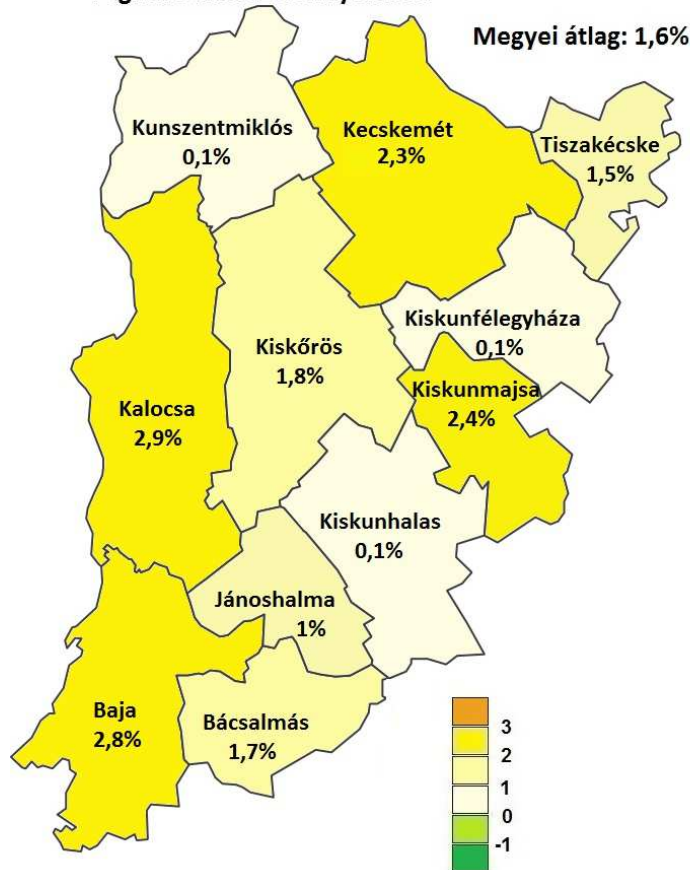 Megyei átlag: 1,6%
Kunszentmiklós
0,1%
Kecskemét
2,3%
Tiszakécske
1,5%
Kiskunfélegyháza
0,1%
Kiskőrös
1,8%
Kiskunmajsa
2,4%
Kalocsa
2,9%
Kiskunhalas
0,1%
Jánoshalma
1%
Baja
2,8%
Bácsalmás
1,7%
3
2
1
0
-1